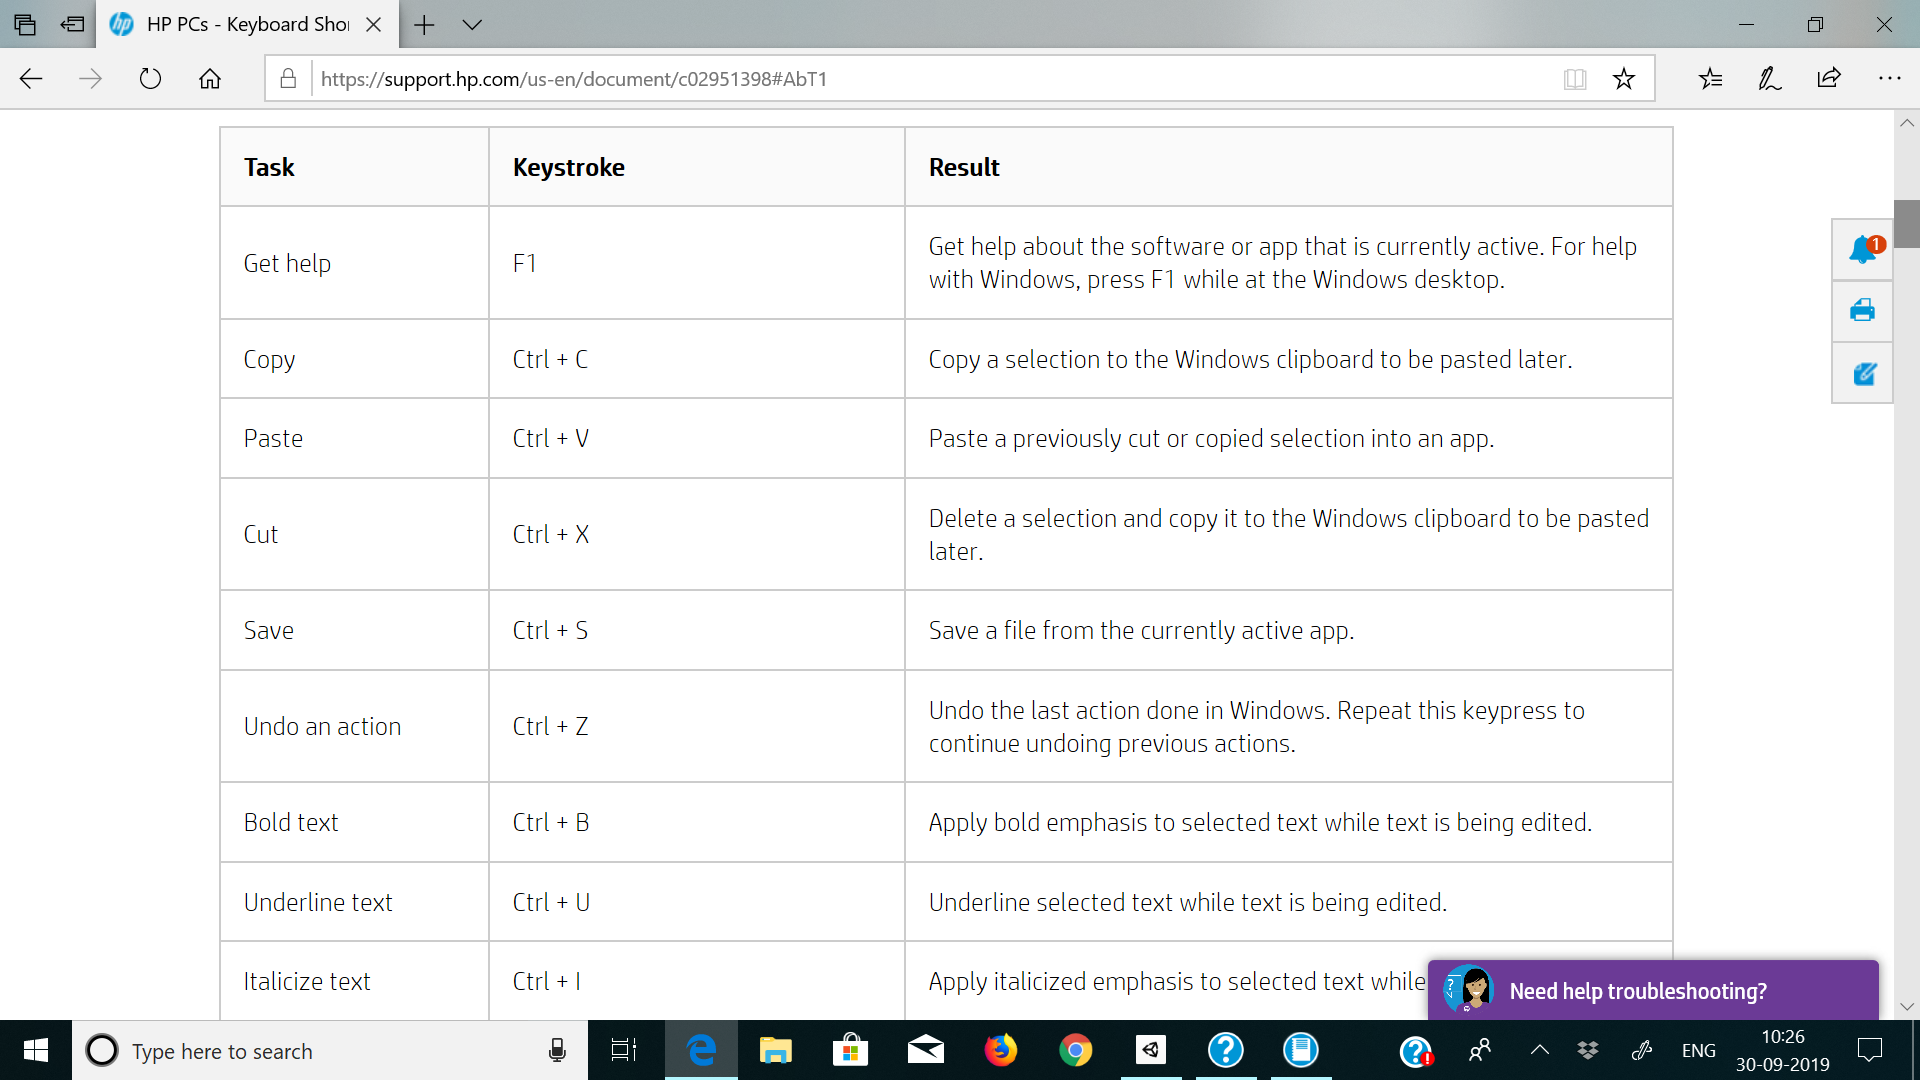 HP PCs - Keyboard Shor
https://support.hp.com/us-en/document/c02951398#AbT1
Task Keystroke Result
Get help F1 Get help about the software or app that is currently active. For help
with Windows, press F1 while at the Windows desktop.
Copy Ctrl + C Copy a selection to the Windows clipboard to be pasted later.
Paste Ctrl + V Paste a previously cut or copied selection into an app.
Cut Ctrl + X Delete a selection and copy it to the Windows clipboard to be pasted
later.
Save Ctrl + S Save a file from the currently active app.
Undo an action Ctrl + Z Undo the last action done in Windows. Repeat this keypress to
continue undoing previous actions.
Bold text Ctrl + B Apply bold emphasis to selected text while text is being edited.
Underline text Ctrl + U Underline selected text while text is being edited.
Italicize text Ctrl + I Apply italicized emphasis to selected text while
1
Need help troubleshooting?
Type here to search
ENG
10:26
30-09-2019